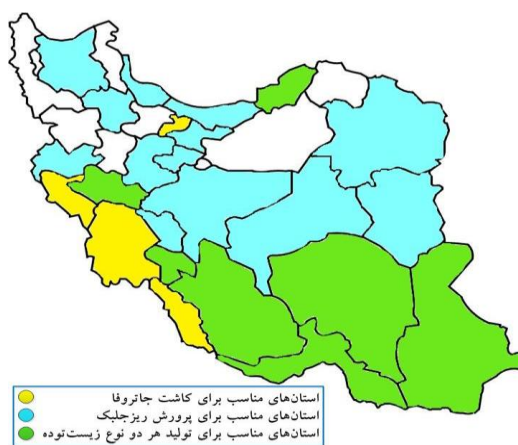 استان‌های مناسب برای کاشت جاتروفا
استان‌های مناسب برای پرورش ریزجلبک
استان‌های مناسب برای تولید هر دو نوع زیست‌توده